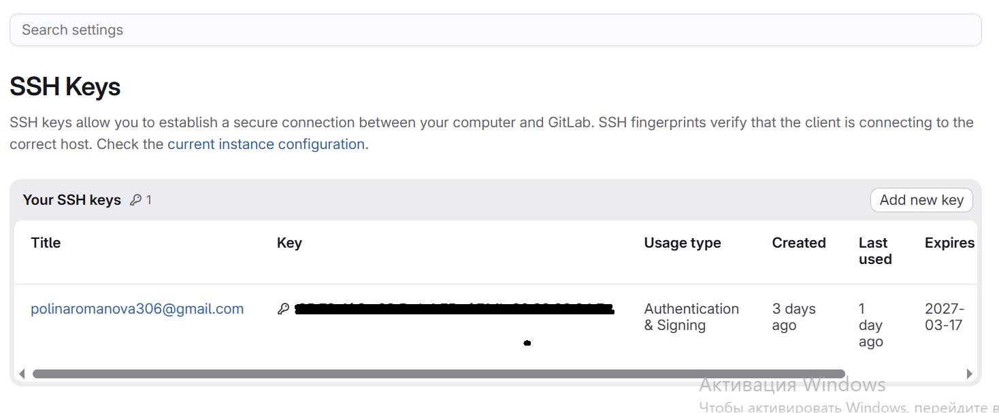 Search settings
SSH Keys
SSH keys allow you to establish a secure connection between your computer and GitLab. SSH fingerprints verify that the client is connecting to the
correct host. Check the current instance configuration.
Your SSH keys 1
Add new key
Title Key Usage type Created Last used Expires
polinaromanova306@gmail.com Authentication & Signing 3 days ago 1 day ago 2027-03-17
Активация Windows
Чтобы активировать Windows, перейдите в